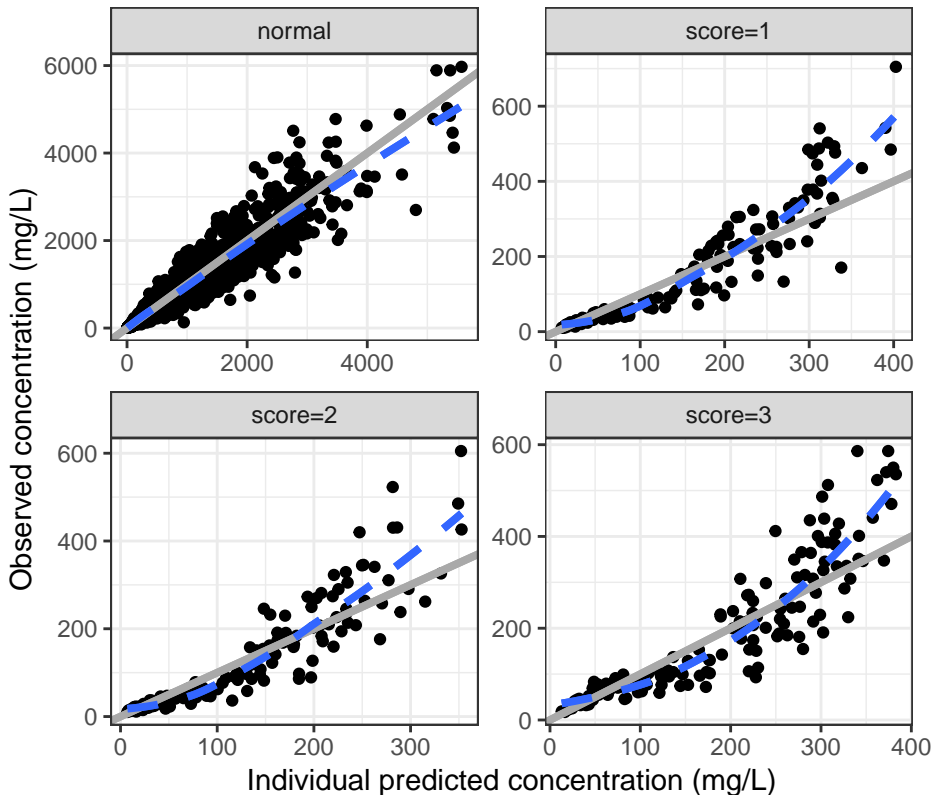 normal
score=1
6000
4000
2000
0
0 2000 4000
600
400
200
0
0 100 200 300 400
score=2
score=3
600
400
200
0
0 100 200 300
600
400
200
0
0 100 200 300 400
Observed concentration (mg/L)
Individual predicted concentration (mg/L)